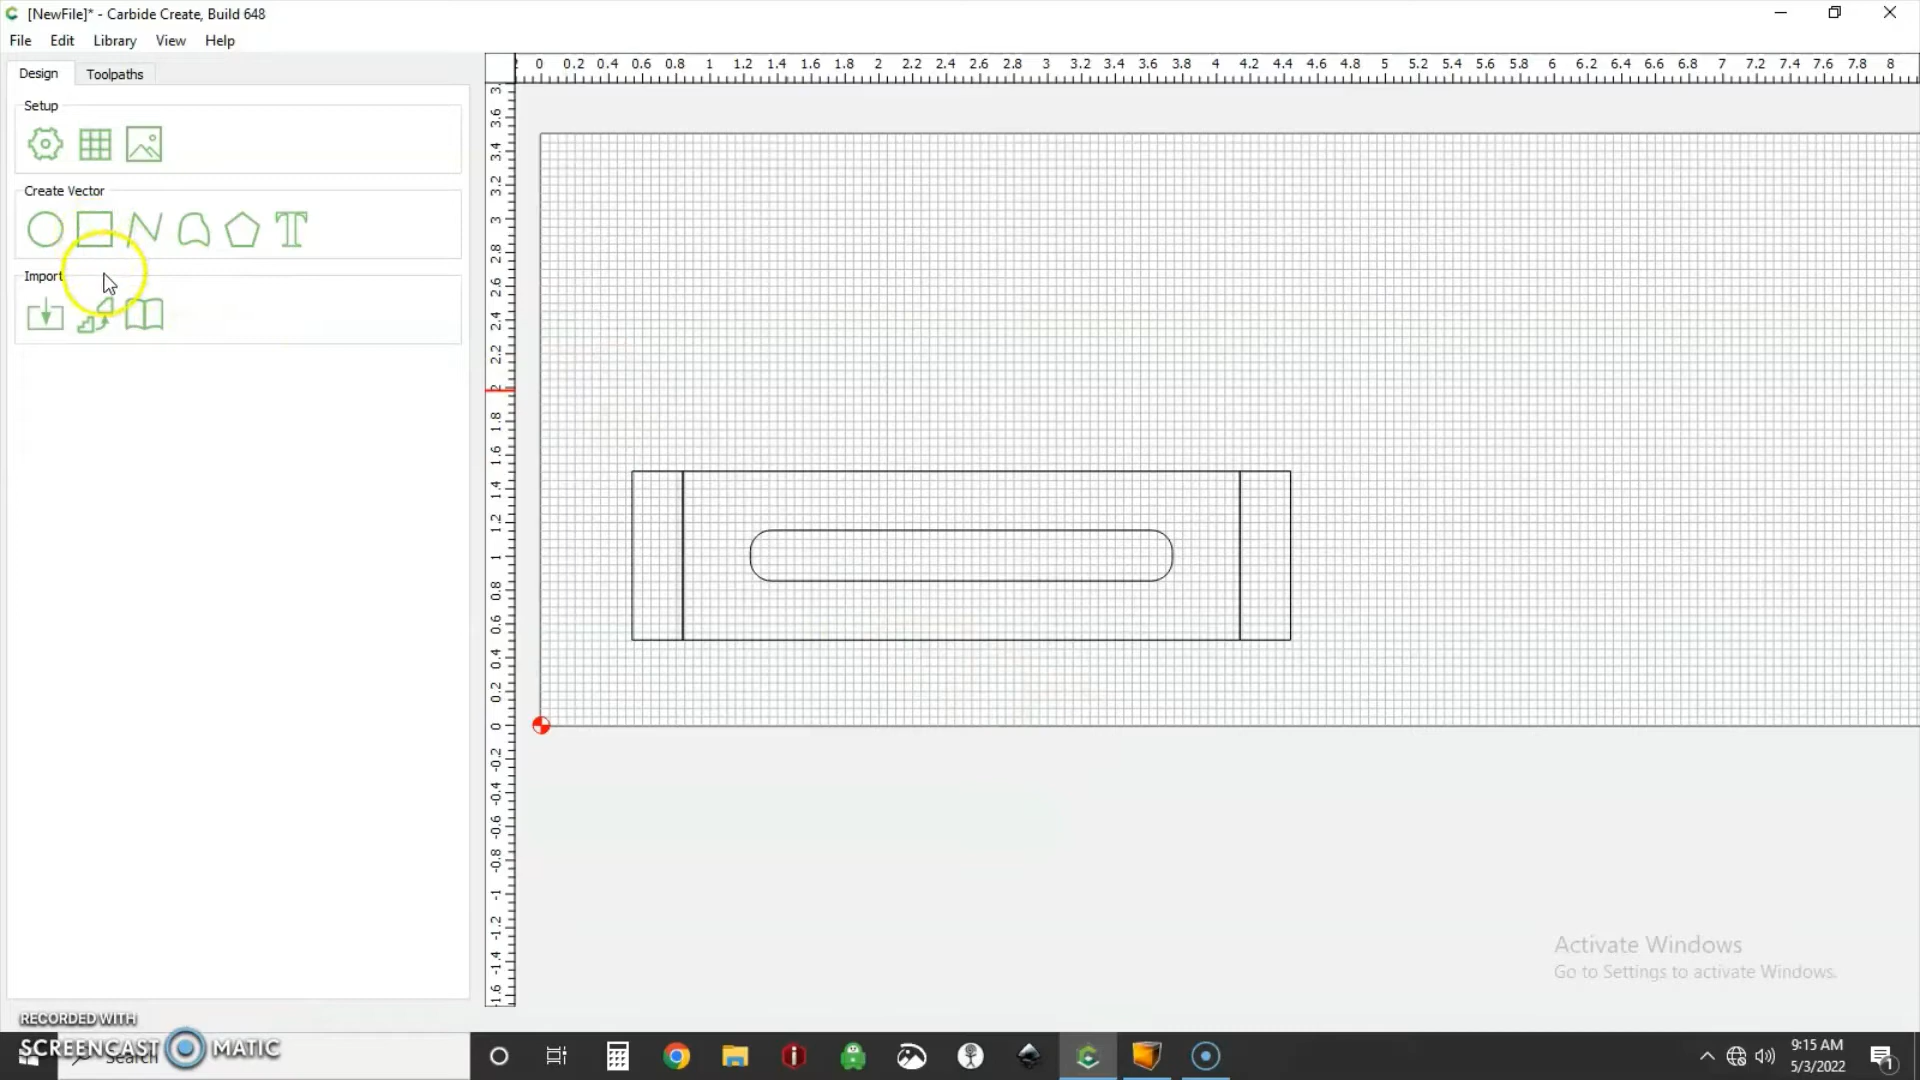 [NewFile]* - Carbide Create, Build 648
File Edit Library View Help
Design Toolpaths
Setup
Create Vector
Import
0 0.2 0.4 0.6 0.8 1 1.2 1.4 1.6 1.8 2 2.2 2.4 2.6 2.8 3 3.2 3.4 3.6 3.8 4 4.2 4.4 4.6 4.8 5 5.2 5.4 5.6 5.8 6 6.2 6.4 6.6 6.8 7 7.2 7.4 7.6 7.8 8
3.6
3.4
3.2
3
2.8
2.6
2.4
2.2
2
1.8
1.6
1.4
1.2
1
0.8
0.6
0.4
0.2
0
-0.2
-0.4
-0.6
-0.8
-1
-1.2
-1.4
-1.6
Activate Windows
Go to Settings to activate Windows.
RECORDED WITH
SCREENCAST MATIC
Search
9:15 AM
5/3/2022
1